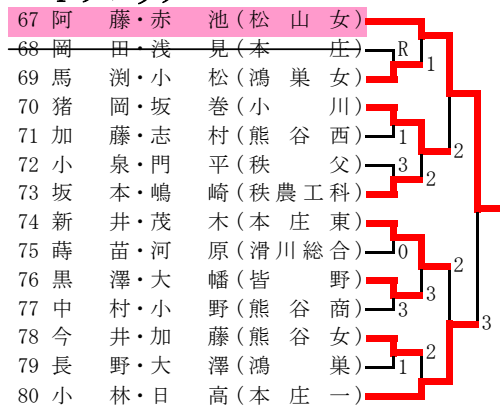 67 阿 藤・赤 池(松 山 女)
68 岡 田・浅 見(本 庄) R
1
69 馬 渕・小 松(鴻 巣 女)
70 猪 岡・坂 巻(小 川)
71 加 藤・志 村(熊 谷 西) 1
2
72 小 泉・門 平(秩 父) 3
2
73 坂 本・嶋 崎(秩農工科)
74 新 井・茂 木(本 庄 東)
75 蒔 苗・河 原(滑川総合) 0
2
76 黒 澤・大 幡(皆 野)
3
77 中 村・小 野(熊 谷 商) 3
3
78 今 井・加 藤(熊 谷 女)
2
79 長 野・大 澤(鴻 巣) 1
80 小 林・日 高(本 庄 一)